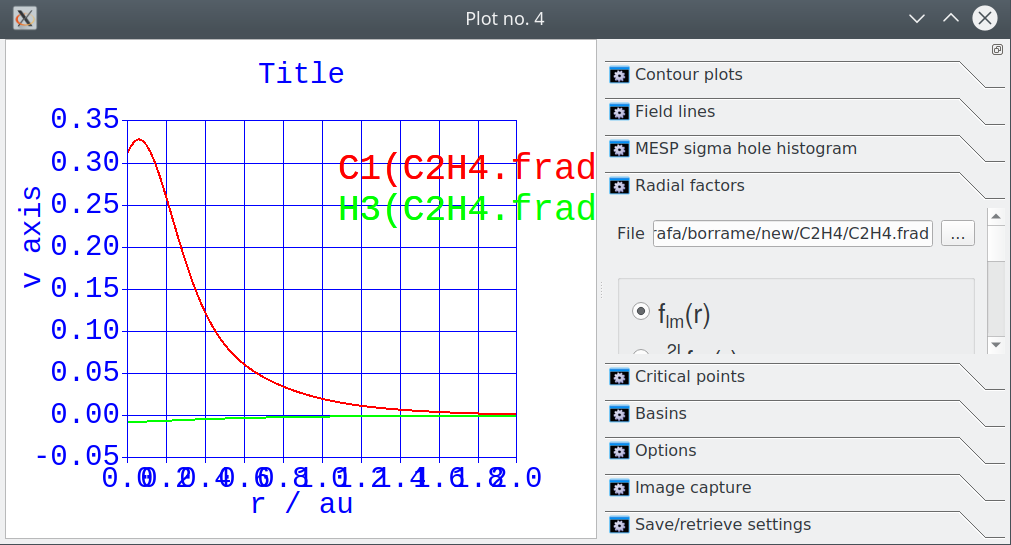 Plot no. 4
Title
0.35
0.30
0.25
0.20
0.15
0.10
0.05
0.00
-0.05
0.0 0.2 0.4 0.6 0.8 1.0 1.2 1.4 1.6 1.8 2.0
r / au
v axis
C1(C2H4.frad
H3(C2H4.frad
Contour plots
Field lines
MESP sigma hole histogram
Radial factors
File rafa/borrame/new/C2H4/C2H4.frad ...
flm(r)
Critical points
Basins
Options
Image capture
Save/retrieve settings